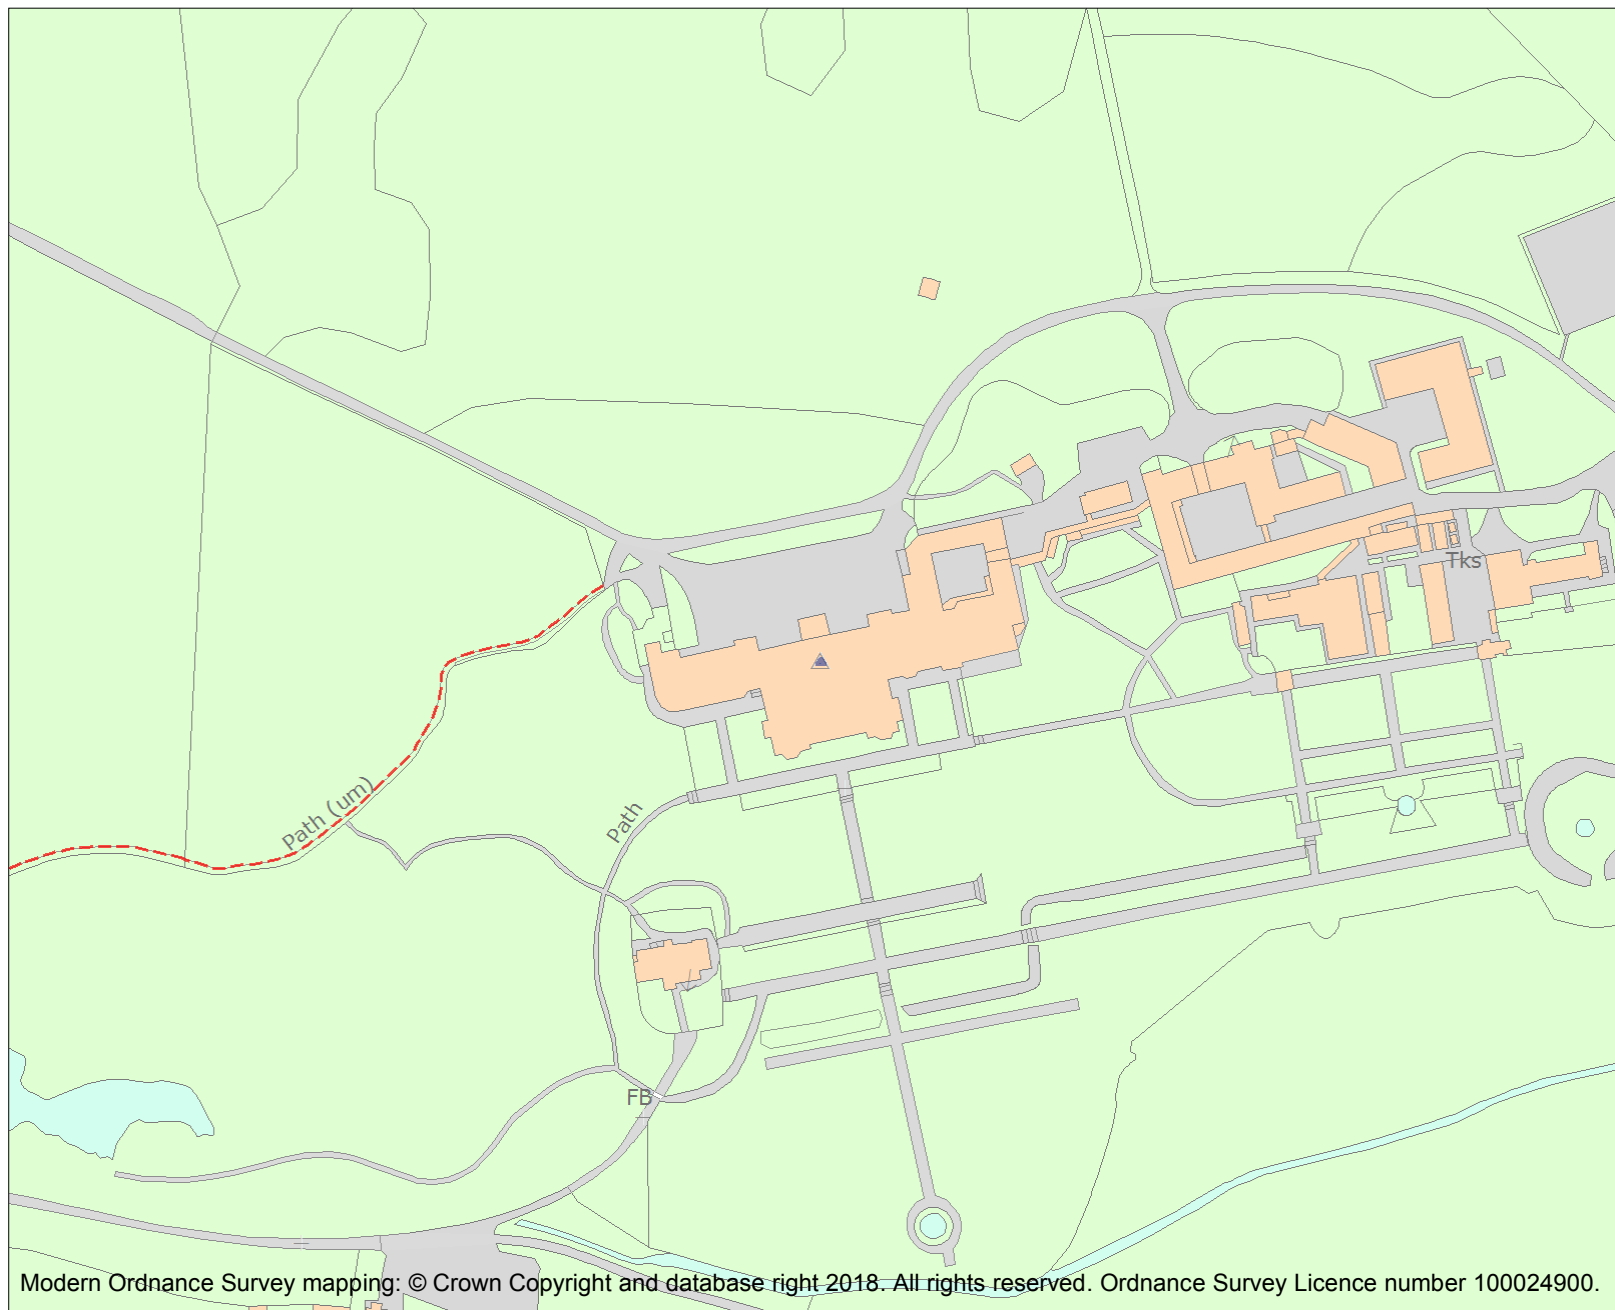 Tks
Path (um)
Path
FB
Modern Ordnance Survey mapping: © Crown Copyright and database right 2018. All rights reserved. Ordnance Survey Licence number 100024900.